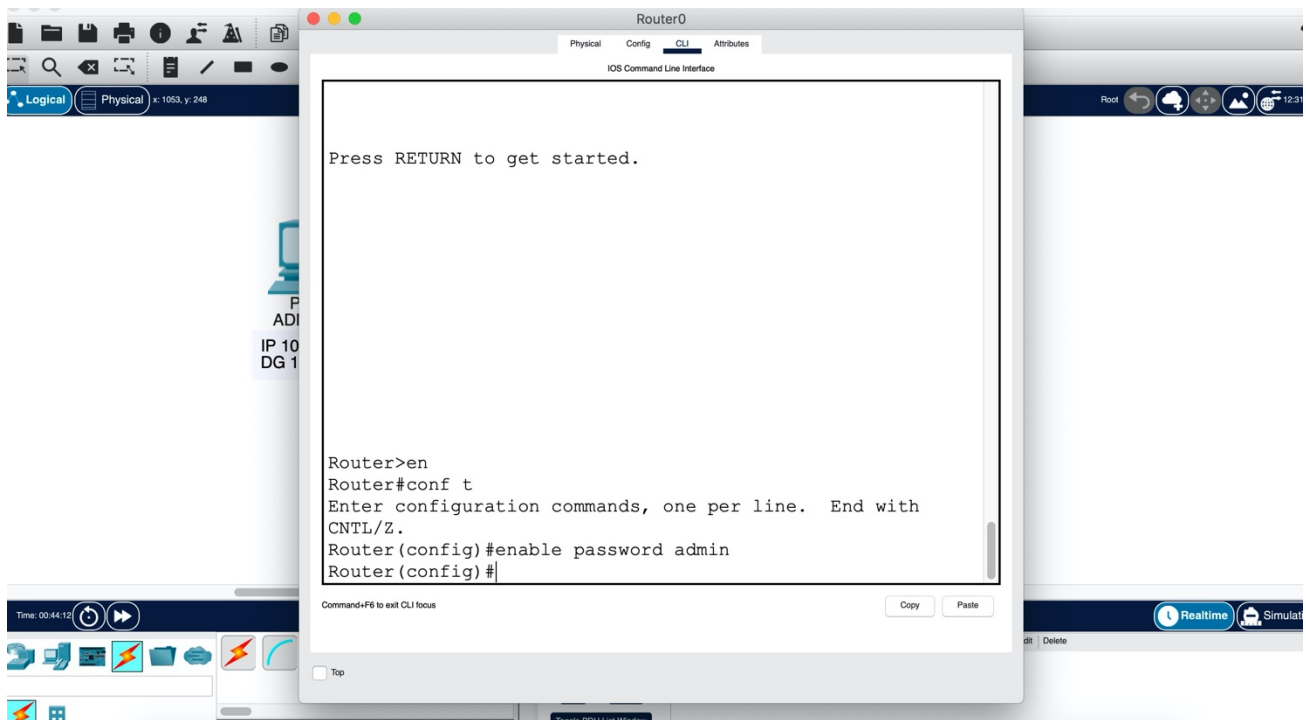 Router0
Physical Config CLI Attributes
IOS Command Line Interface
Logical Physical x: 1053, y: 248
Root 12:31
Press RETURN to get started.
IP 10
DG 1
Router>en
Router#conf t
Enter configuration commands, one per line. End with
CNTL/Z.
Router(config)#enable password admin
Router(config)#
Command+F6 to exit CLI focus
Copy Paste
Time: 00:44:12
Realtime
Delete
Top